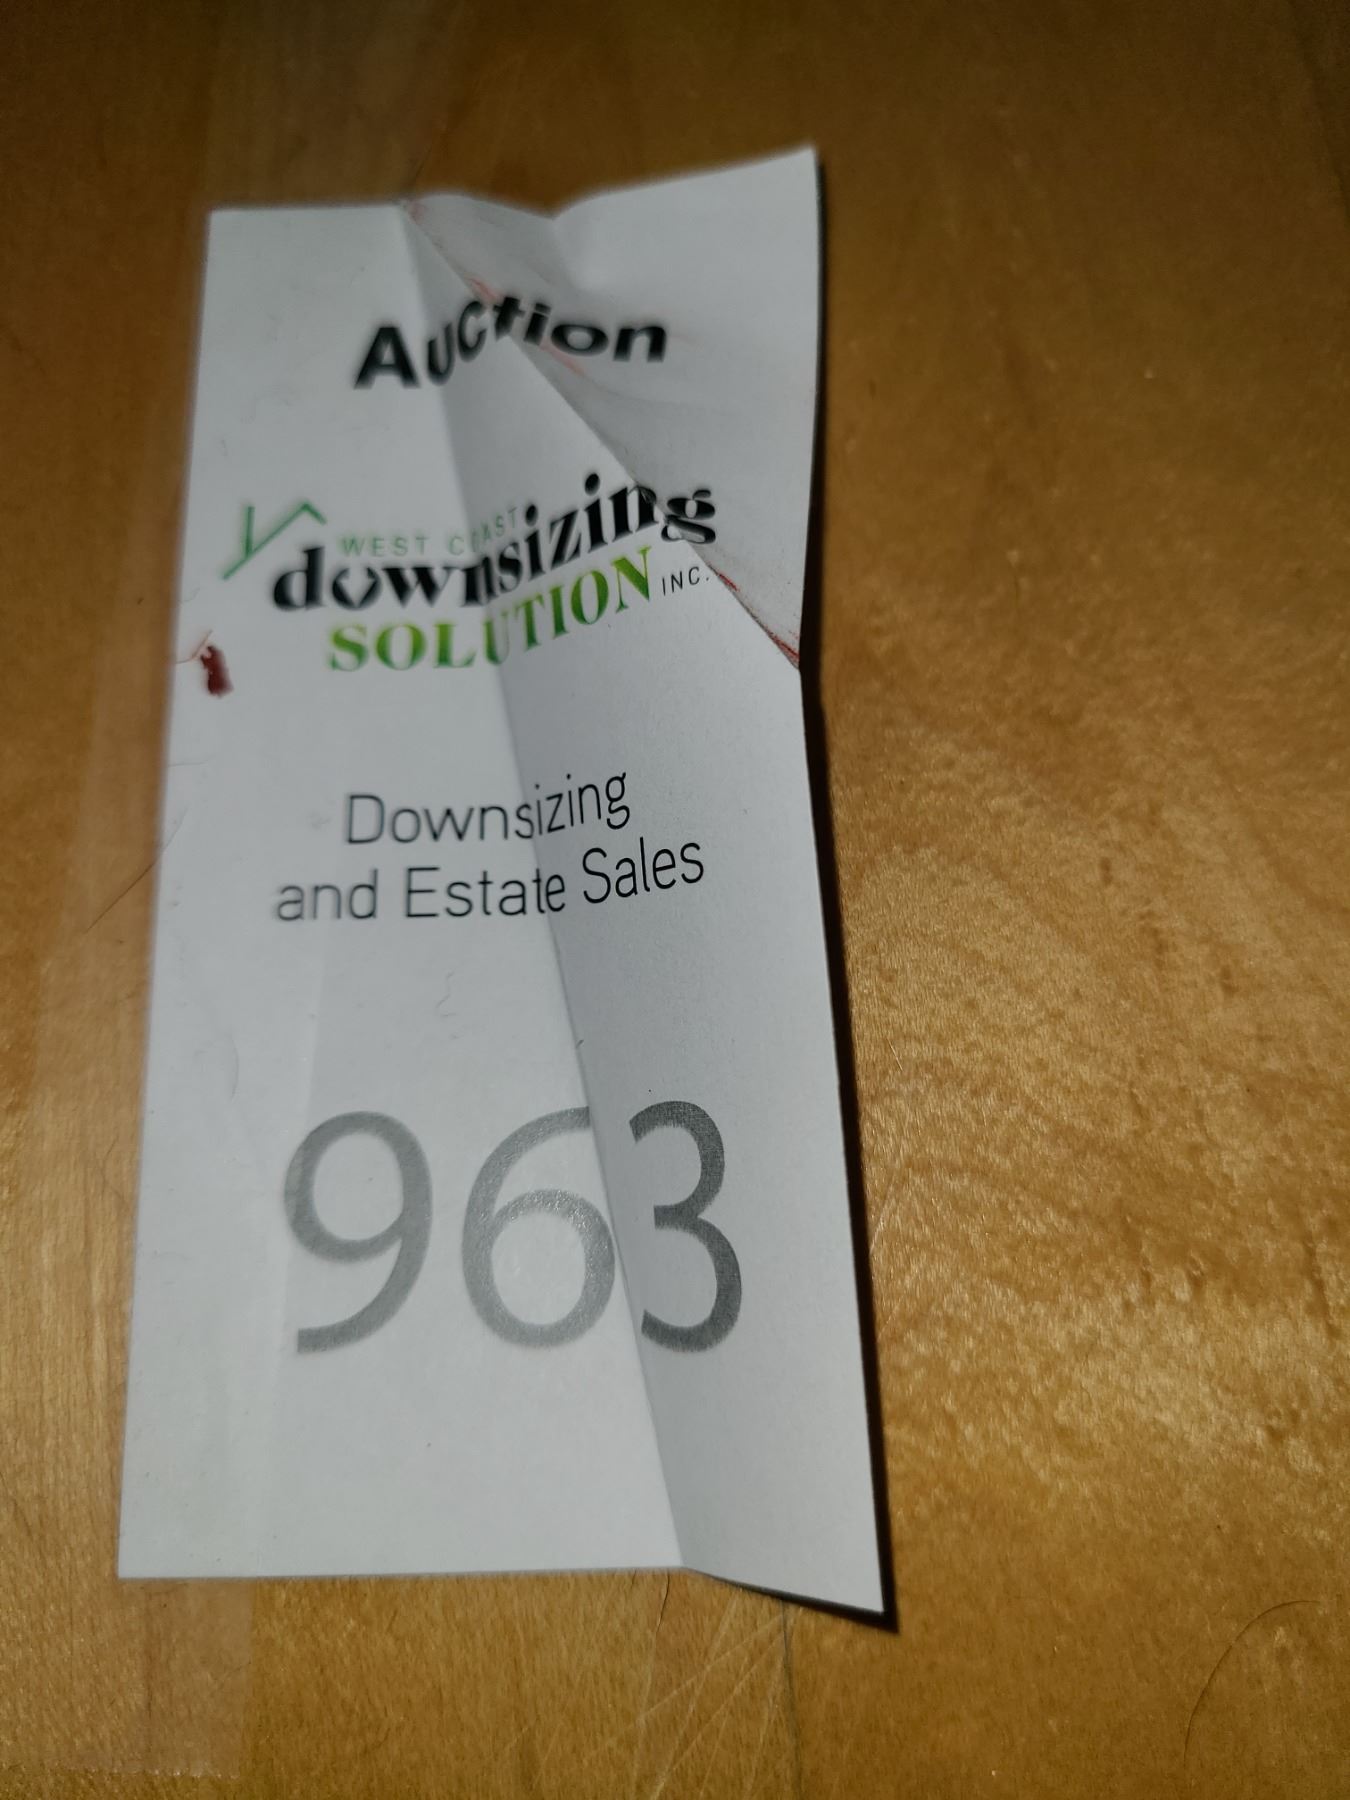 Auction
WEST COAST
downsizing
SOLUTION INC.
Downsizing
and Estate Sales
963